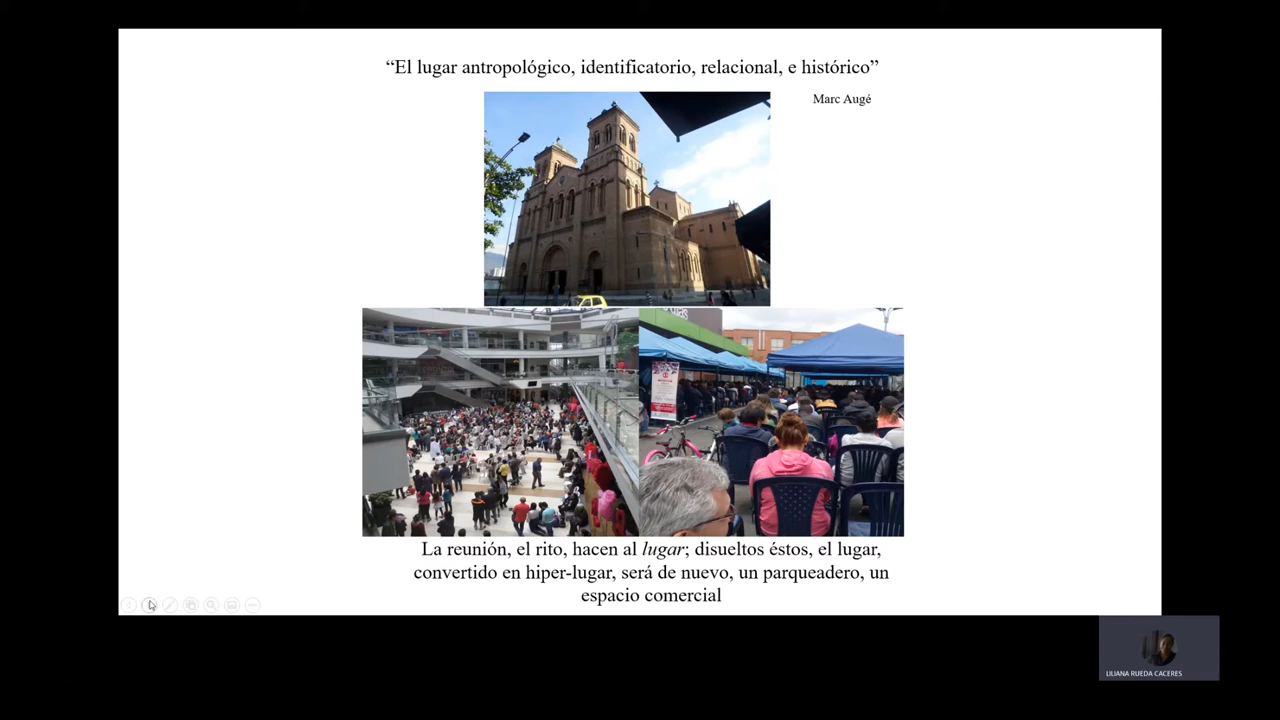 “El lugar antropológico, identificatorio, relacional, e histórico”
Marc Augé
La reunión, el rito, hacen al lugar; disueltos éstos, el lugar,
convertido en hiper-lugar, será de nuevo, un parqueadero, un
espacio comercial
LILIANA RUEDA CACERES